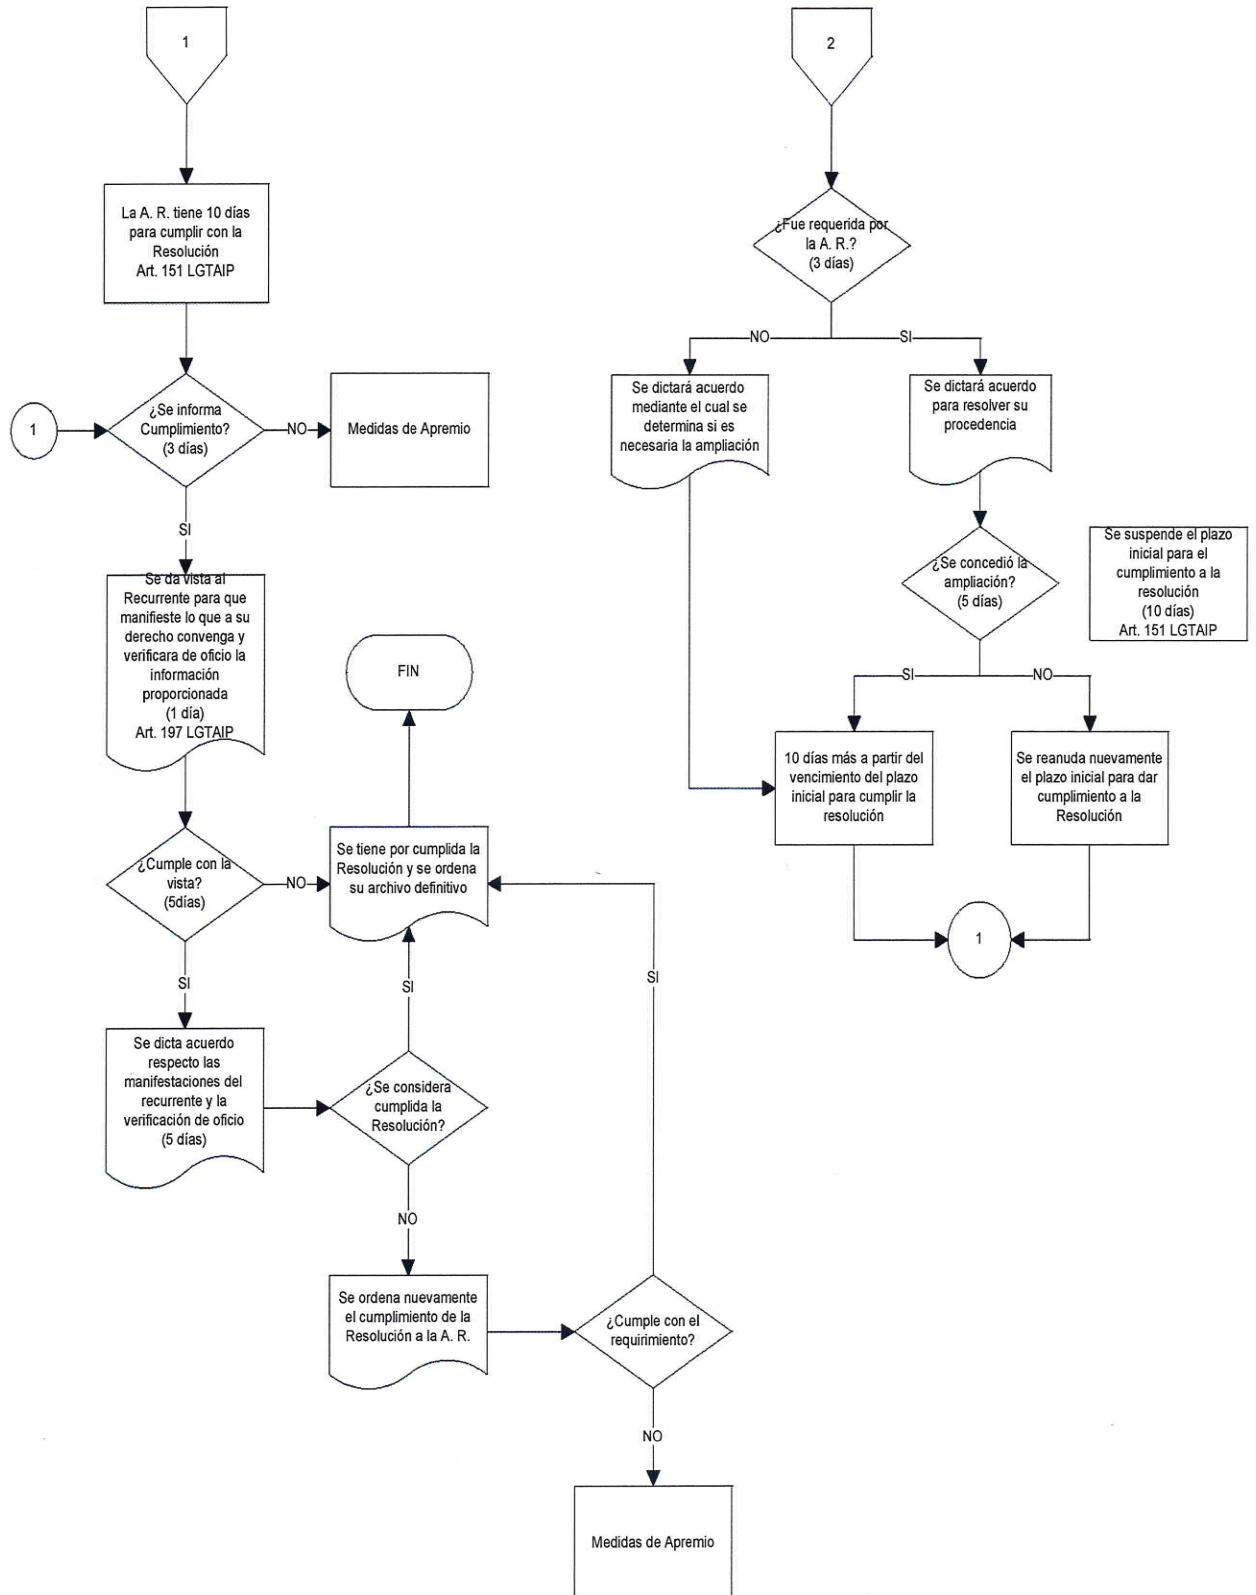 1
La A. R. tiene 10 días
para cumplir con la
Resolución
Art. 151 LGTAIP
1
¿Se informa
Cumplimiento?
(3 días)
NO
Medidas de Apremio
SI
Se da vista al
Recurrente para que
manifieste lo que a su
derecho convenga y
verificara de oficio la
información
proporcionada
(1 día)
Art. 197 LGTAIP
¿Cumple con la
vista?
(5días)
NO
FIN
Se tiene por cumplida la
Resolución y se ordena
su archivo definitivo
SI
Se dicta acuerdo
respecto las
manifestaciones del
recurrente y la
verificación de oficio
(5 días)
SI
¿Se considera
cumplida la
Resolución?
NO
Se ordena nuevamente
el cumplimiento de la
Resolución a la A. R.
SI
¿Cumple con el
requirimiento?
NO
Medidas de Apremio
2
¿Fue requerida por
la A. R.?
(3 días)
NO
SI
Se dictará acuerdo
mediante el cual se
determina si es
necesaria la ampliación
Se dictará acuerdo
para resolver su
procedencia
¿Se concedió la
ampliación?
(5 días)
Se suspende el plazo
inicial para el
cumplimiento a la
resolución
(10 días)
Art. 151 LGTAIP
SI
NO
10 días más a partir del
vencimiento del plazo
inicial para cumplir la
resolución
Se reanuda nuevamente
el plazo inicial para dar
cumplimiento a la
Resolución
1